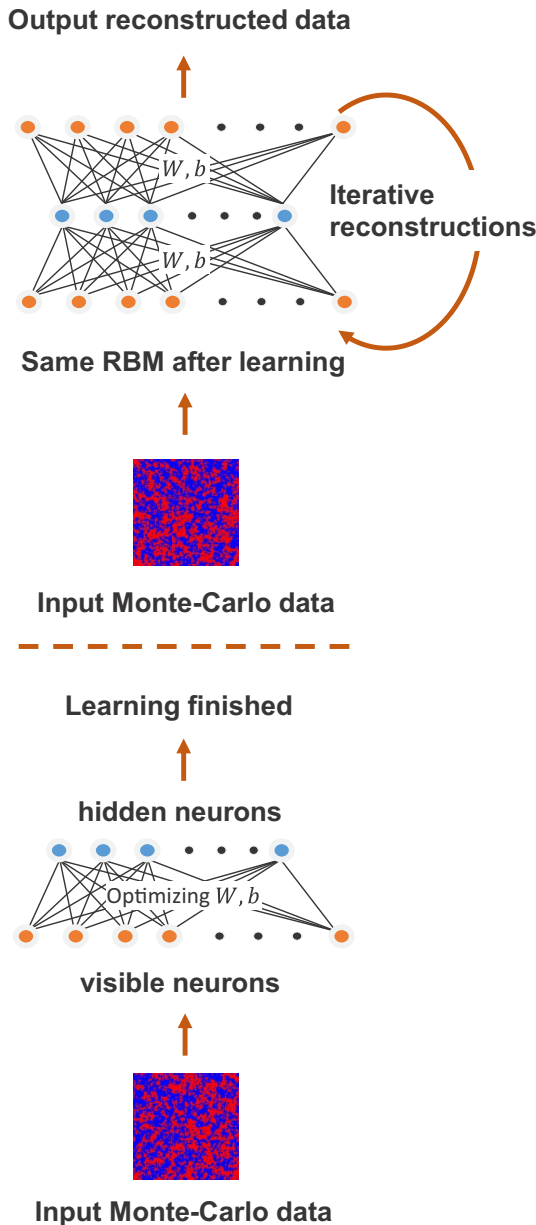 Output reconstructed data
W, b
Iterative
reconstructions
W, b
Same RBM after learning
Input Monte-Carlo data
Learning finished
hidden neurons
Optimizing W, b
visible neurons
Input Monte-Carlo data